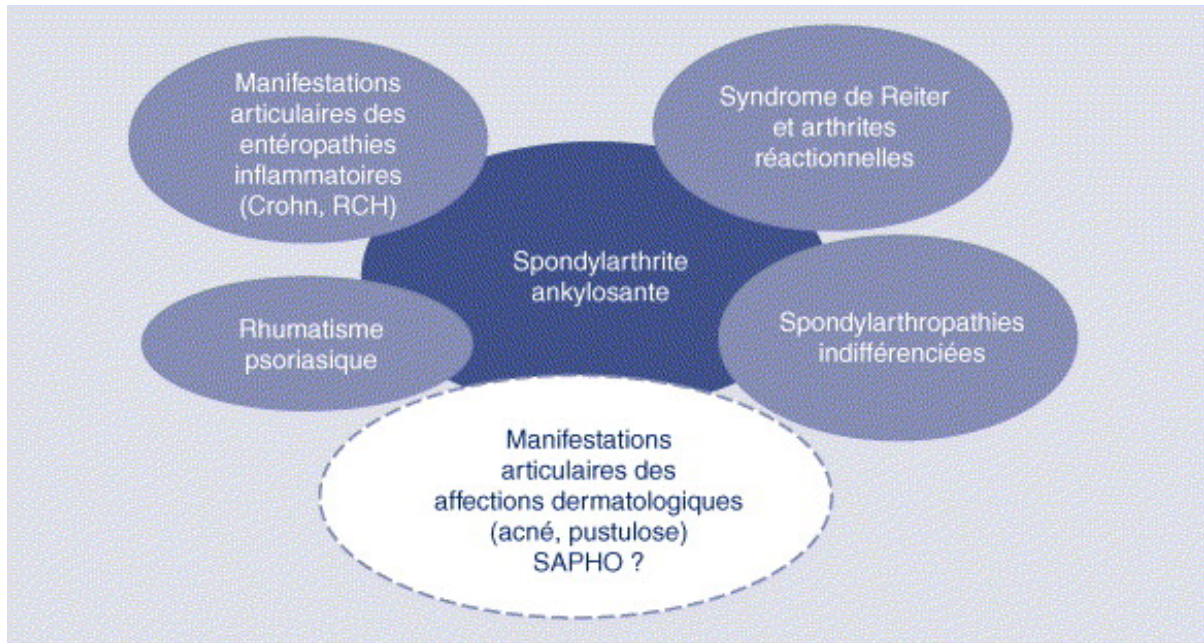 Manifestations
articulaires des
entéropathies
inflammatoires
(Crohn, RCH)
Syndrome de Reiter
et arthrites
réactionnelles
Spondylarthrite
ankylosante
Rhumatisme
psoriasique
Spondylarthropathies
indifférenciées
Manifestations
articulaires des
affections dermatologiques
(acné, pustulose)
SAPHO ?